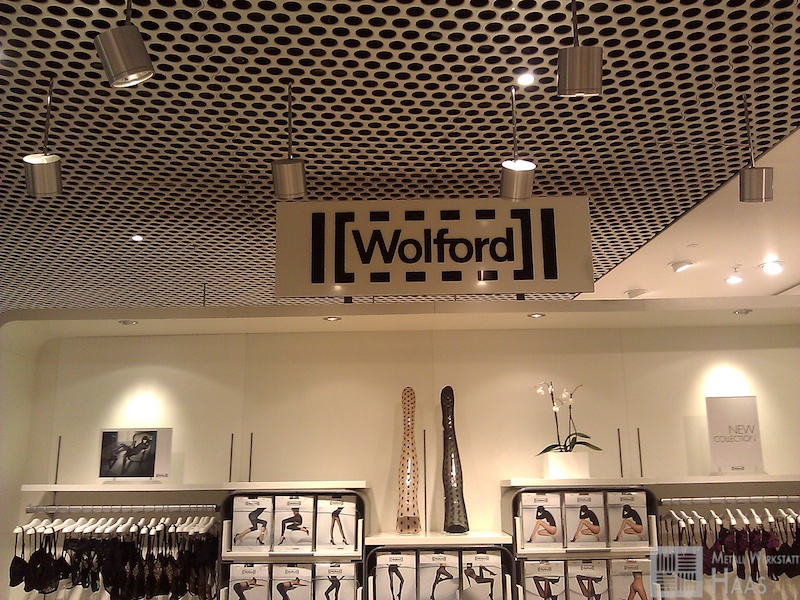 Wolford
NEW
COLLECTION
METALL WERKSTATT
HAAS